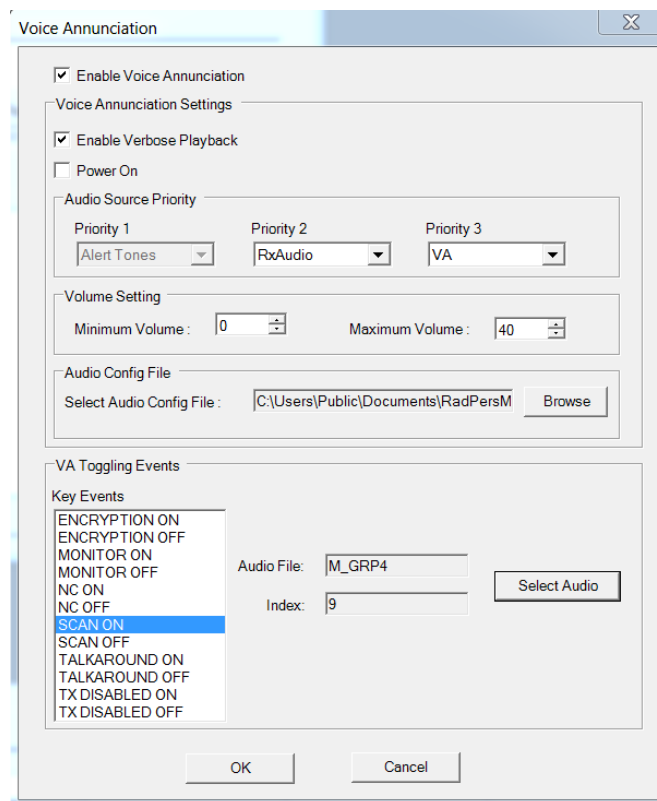 Voice Annunciation
Enable Voice Annunciation
Voice Annunciation Settings
Enable Verbose Playback
Power On
Audio Source Priority
Priority 1 Priority 2 Priority 3
Alert Tones RxAudio VA
Volume Setting
Minimum Volume : 0 Maximum Volume : 40
Audio Config File
Select Audio Config File : C:\Users\Public\Documents\RadPersM Browse
VA Toggling Events
Key Events
ENCRYPTION ON
ENCRYPTION OFF
MONITOR ON
MONITOR OFF
NC ON
NC OFF
SCAN ON
SCAN OFF
TALKAROUND ON
TALKAROUND OFF
TX DISABLED ON
TX DISABLED OFF
Audio File: M_GRP4
Index: 9
Select Audio
OK Cancel